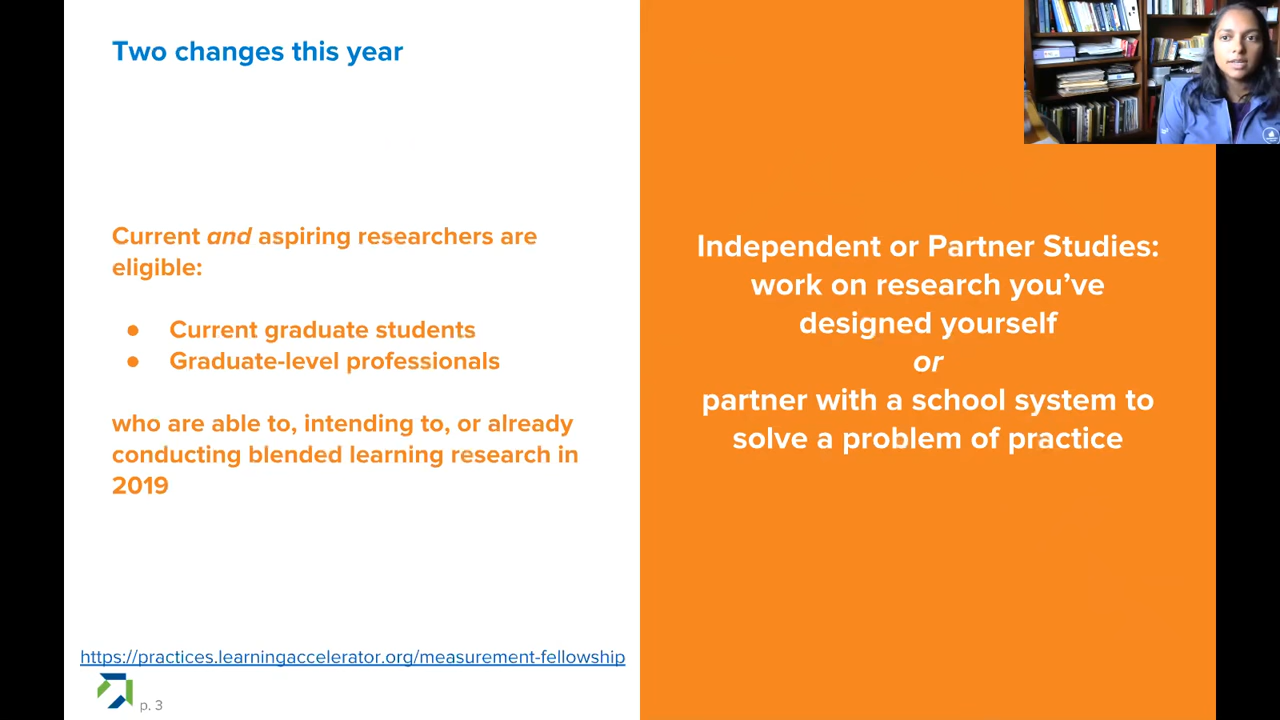 Two changes this year
Current and aspiring researchers are
eligible:
● Current graduate students
● Graduate-level professionals
who are able to, intending to, or already
conducting blended learning research in
2019
Independent or Partner Studies:
work on research you’ve
designed yourself
or
partner with a school system to
solve a problem of practice
https://practices.learningaccelerator.org/measurement-fellowship
p. 3